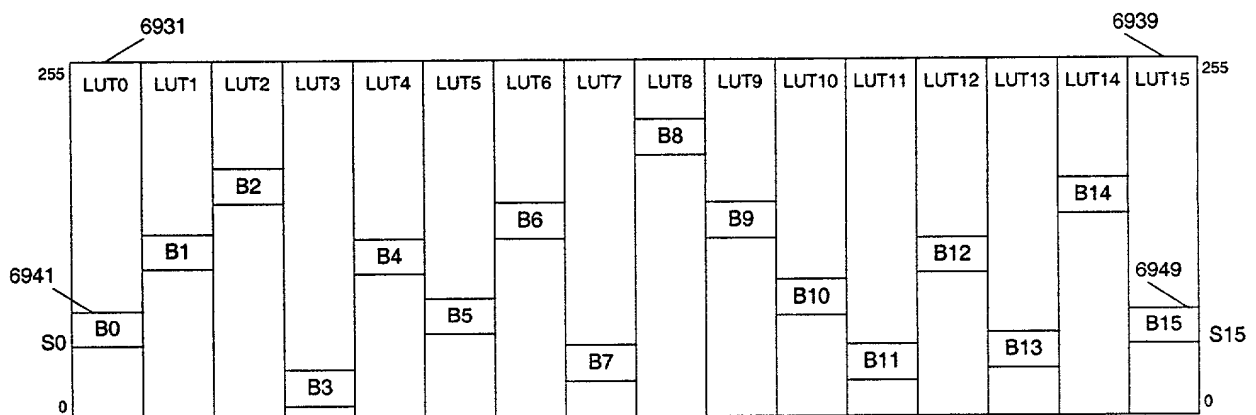 6931 6939
255 LUT0 LUT1 LUT2 LUT3 LUT4 LUT5 LUT6 LUT7 LUT8 LUT9 LUT10 LUT11 LUT12 LUT13 LUT14 LUT15 255
B8
B2 B14
B6 B9
B1 B4 B12
6941 6949
B10
B5
B0 B15
S0 S15
B7 B11 B13
B3
0 0